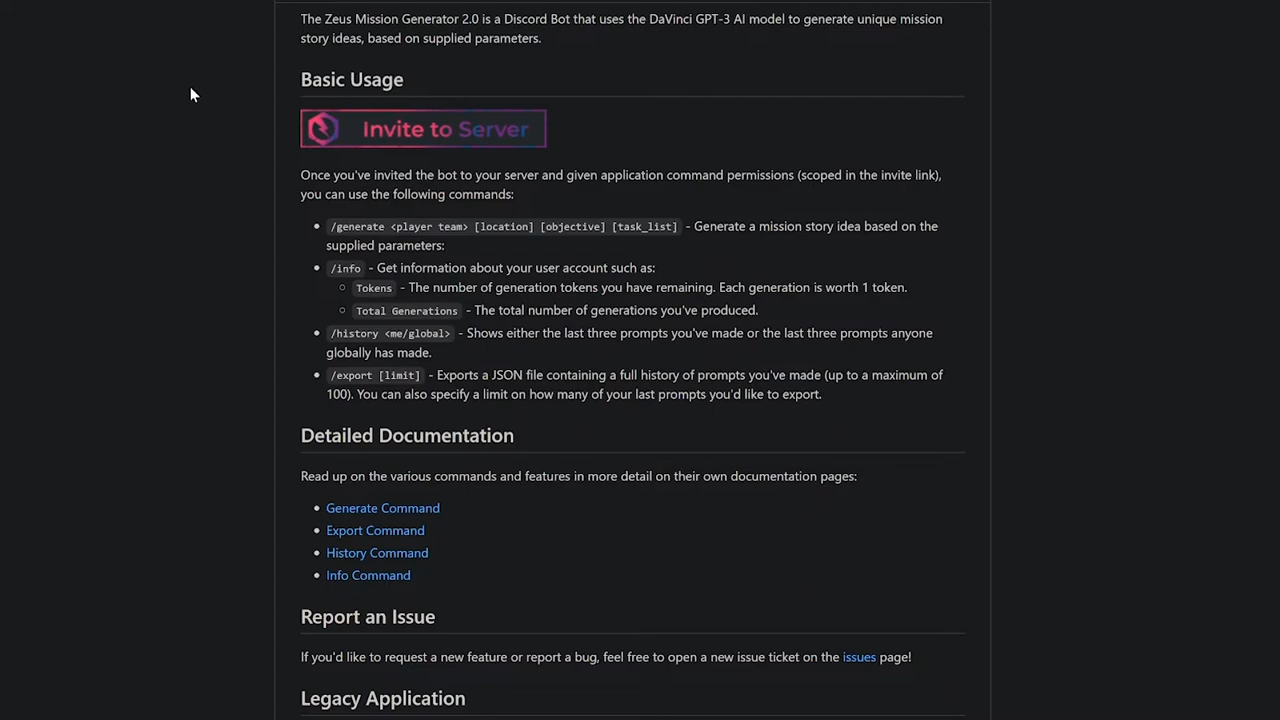 The Zeus Mission Generator 2.0 is a Discord Bot that uses the DaVinci GPT-3 AI model to generate unique mission
story ideas, based on supplied parameters.
Basic Usage
Invite to Server
Once you've invited the bot to your server and given application command permissions (scoped in the invite link),
you can use the following commands:
• /generate <player team> [location] [objective] [task_list] - Generate a mission story idea based on the
supplied parameters:
• /info - Get information about your user account such as:
○ Tokens - The number of generation tokens you have remaining. Each generation is worth 1 token.
○ Total Generations - The total number of generations you've produced.
• /history <me/global> - Shows either the last three prompts you've made or the last three prompts anyone
globally has made.
• /export [limit] - Exports a JSON file containing a full history of prompts you've made (up to a maximum of
100). You can also specify a limit on how many of your last prompts you'd like to export.
Detailed Documentation
Read up on the various commands and features in more detail on their own documentation pages:
• Generate Command
• Export Command
• History Command
• Info Command
Report an Issue
If you'd like to request a new feature or report a bug, feel free to open a new issue ticket on the issues page!
Legacy Application